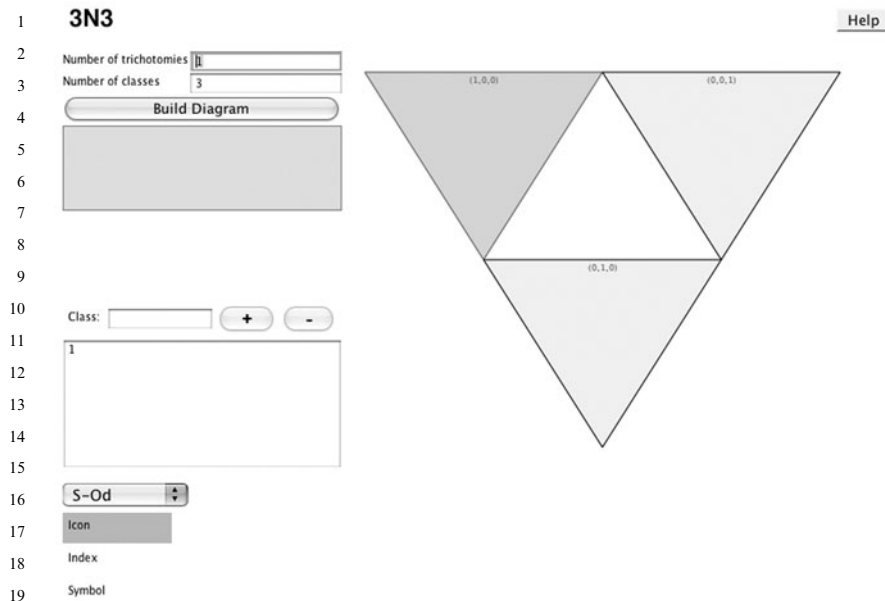 1
3N3
Help
2
Number of trichotomies 1
3
Number of classes 3
4
Build Diagram
(1,0,0)
(0,0,1)
5
6
7
8
9
(0,1,0)
10
Class:
+
-
11
1
12
13
14
15
16
S-Od
17
Icon
18
Index
19
Symbol